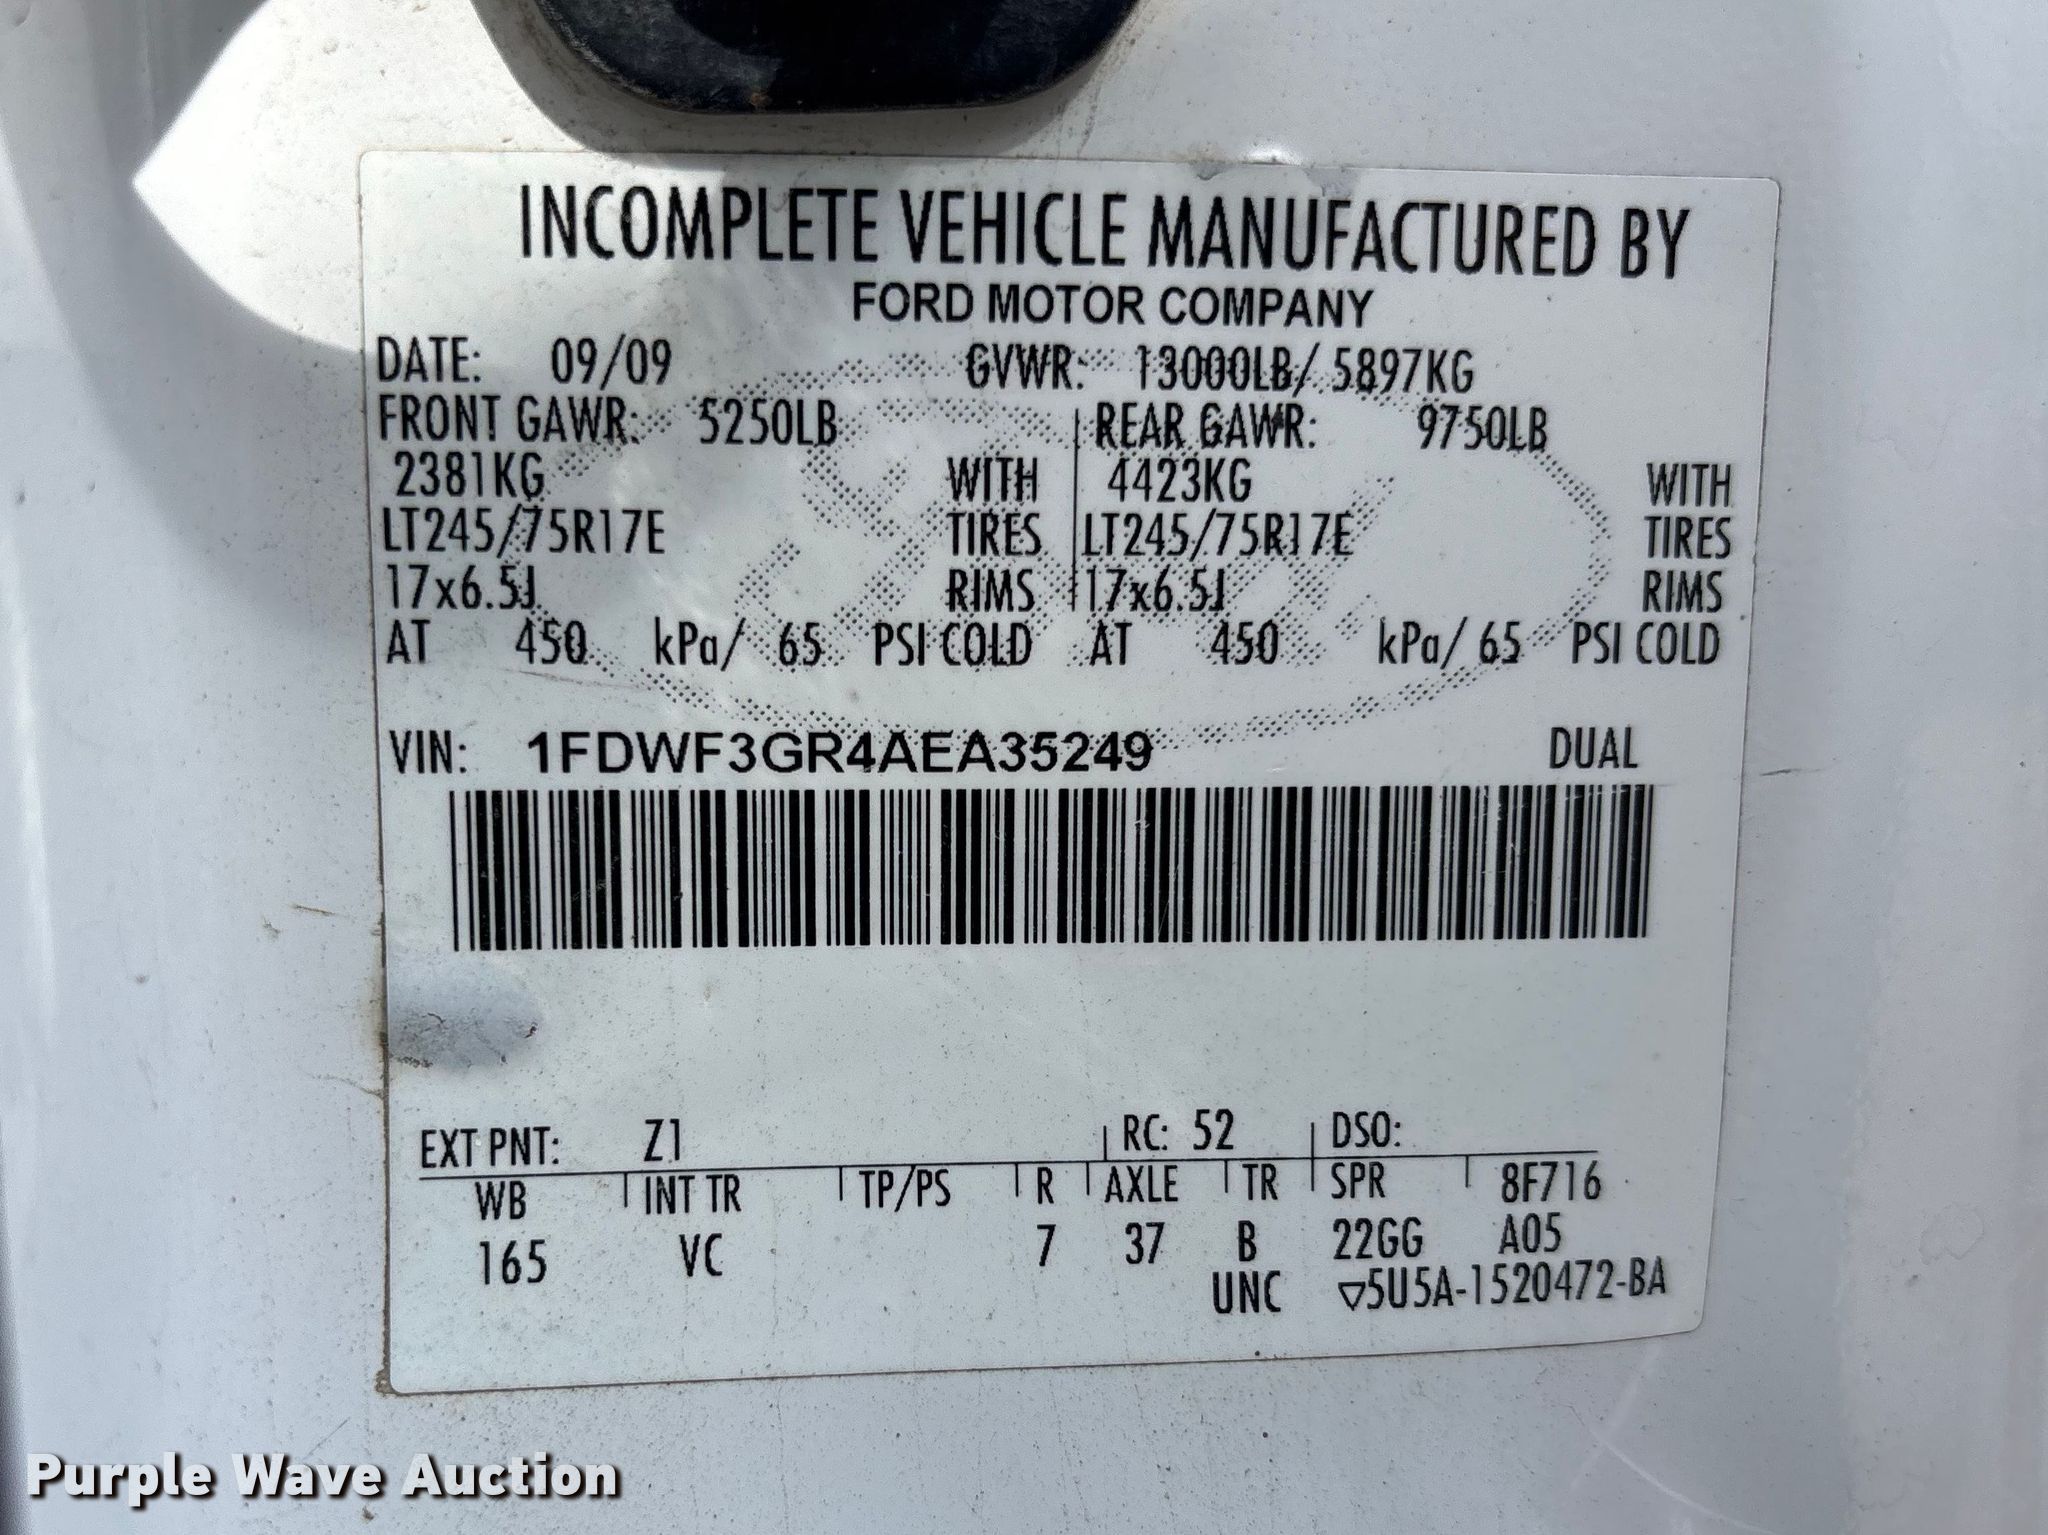 INCOMPLETE VEHICLE MANUFACTURED BY
FORD MOTOR COMPANY
DATE: 09/09 GVWR: 13000LB/ 5897KG
FRONT GAWR: 5250LB REAR GAWR: 9750LB
2381KG WITH 4423KG WITH
LT245/75R17E TIRES LT245/75R17E TIRES
17x6.5J RIMS 17x6.5J RIMS
AT 450 kPa/ 65 PSI COLD AT 450 kPa/ 65 PSI COLD
VIN: 1FDWF3GR4AEA35249 DUAL
EXT PNT: Z1 RC: 52 DSO:
WB INT TR TP/PS R AXLE TR SPR 8F716
165 VC 7 37 B 22GG A05
UNC ▽5U5A-1520472-BA
Purple Wave Auction